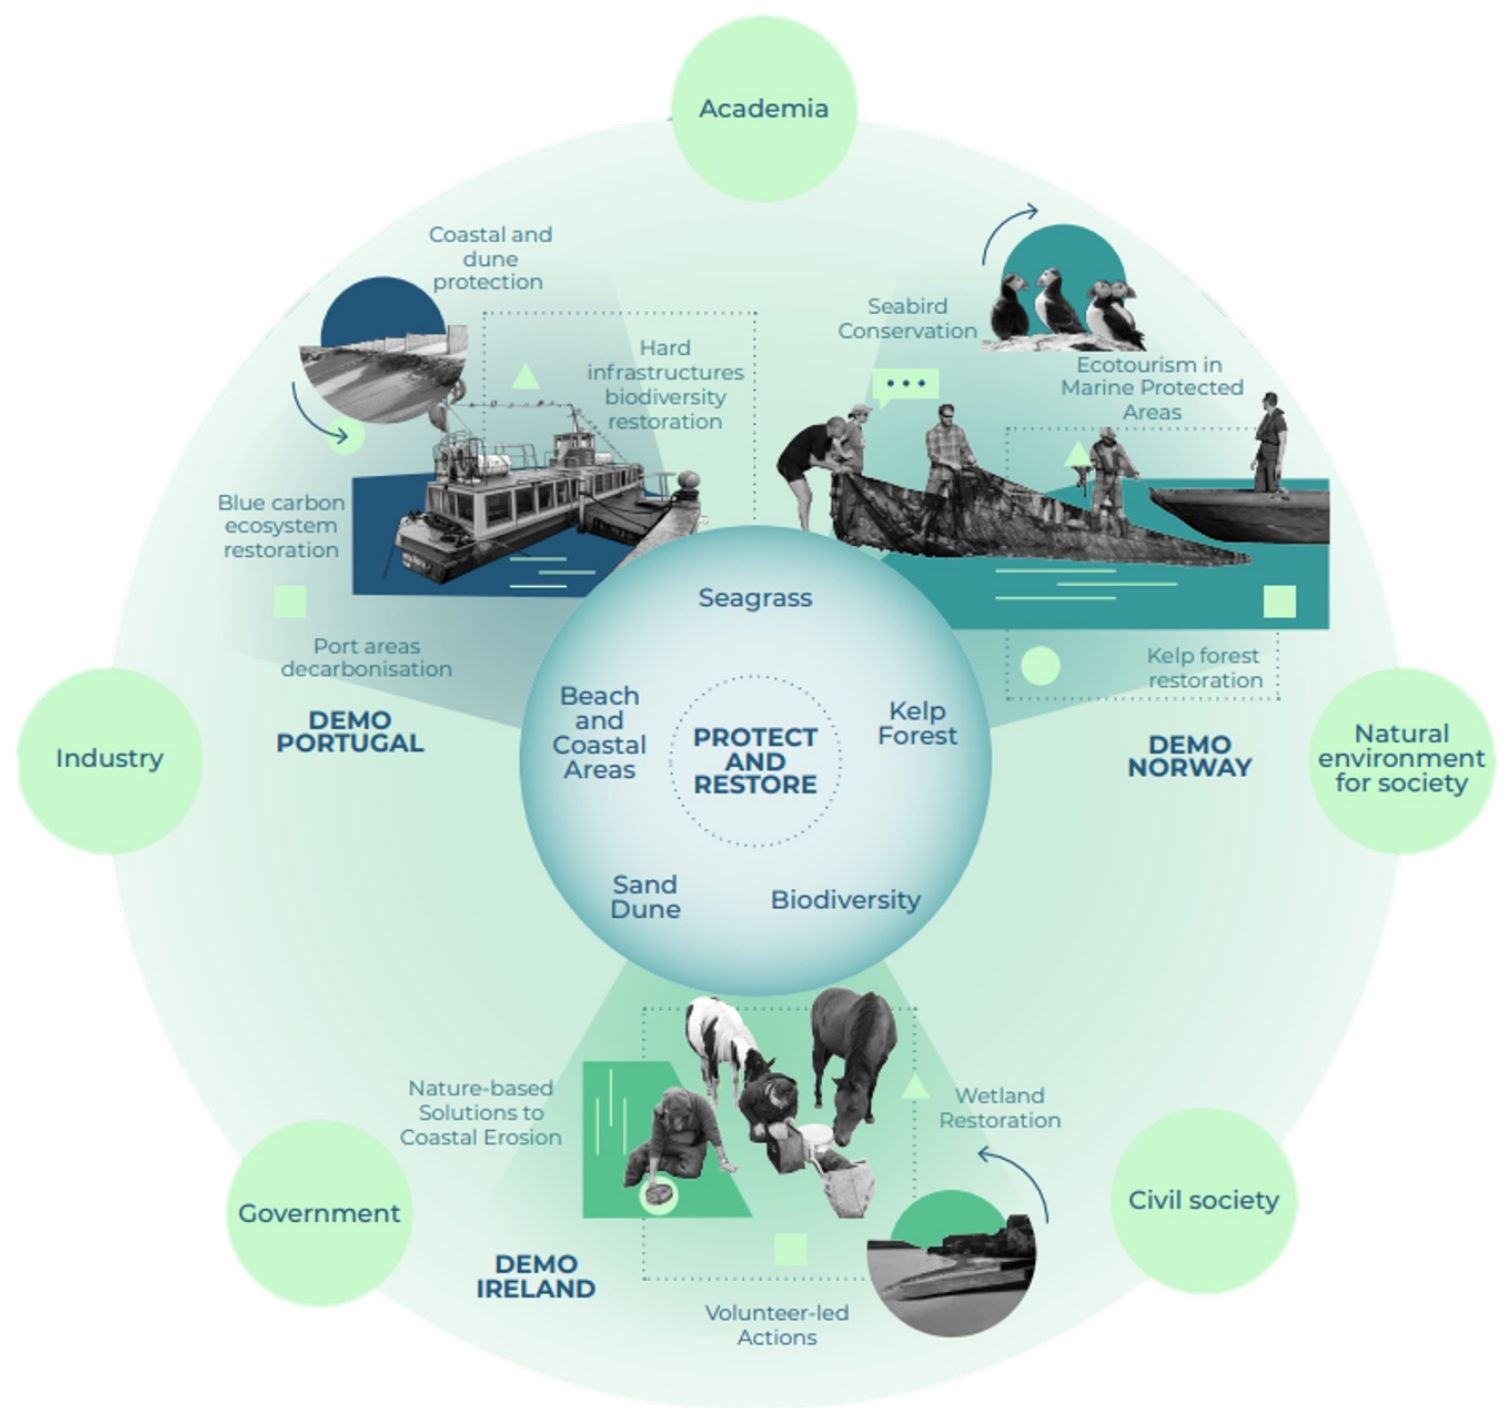 Academia
Coastal and
dune
protection
Hard
infrastructures
biodiversity
restoration
Blue carbon
ecosystem
restoration
Port areas
decarbonisation
DEMO
PORTUGAL
Seabird
Conservation
Ecotourism in
Marine Protected
Areas
Kelp forest
restoration
DEMO
NORWAY
Industry
Natural
environment
for society
Seagrass
Beach
and
Coastal
Areas
PROTECT
AND
RESTORE
Kelp
Forest
Sand
Dune
Biodiversity
Nature-based
Solutions to
Coastal Erosion
Wetland
Restoration
Government
Civil society
DEMO
IRELAND
Volunteer-led
Actions